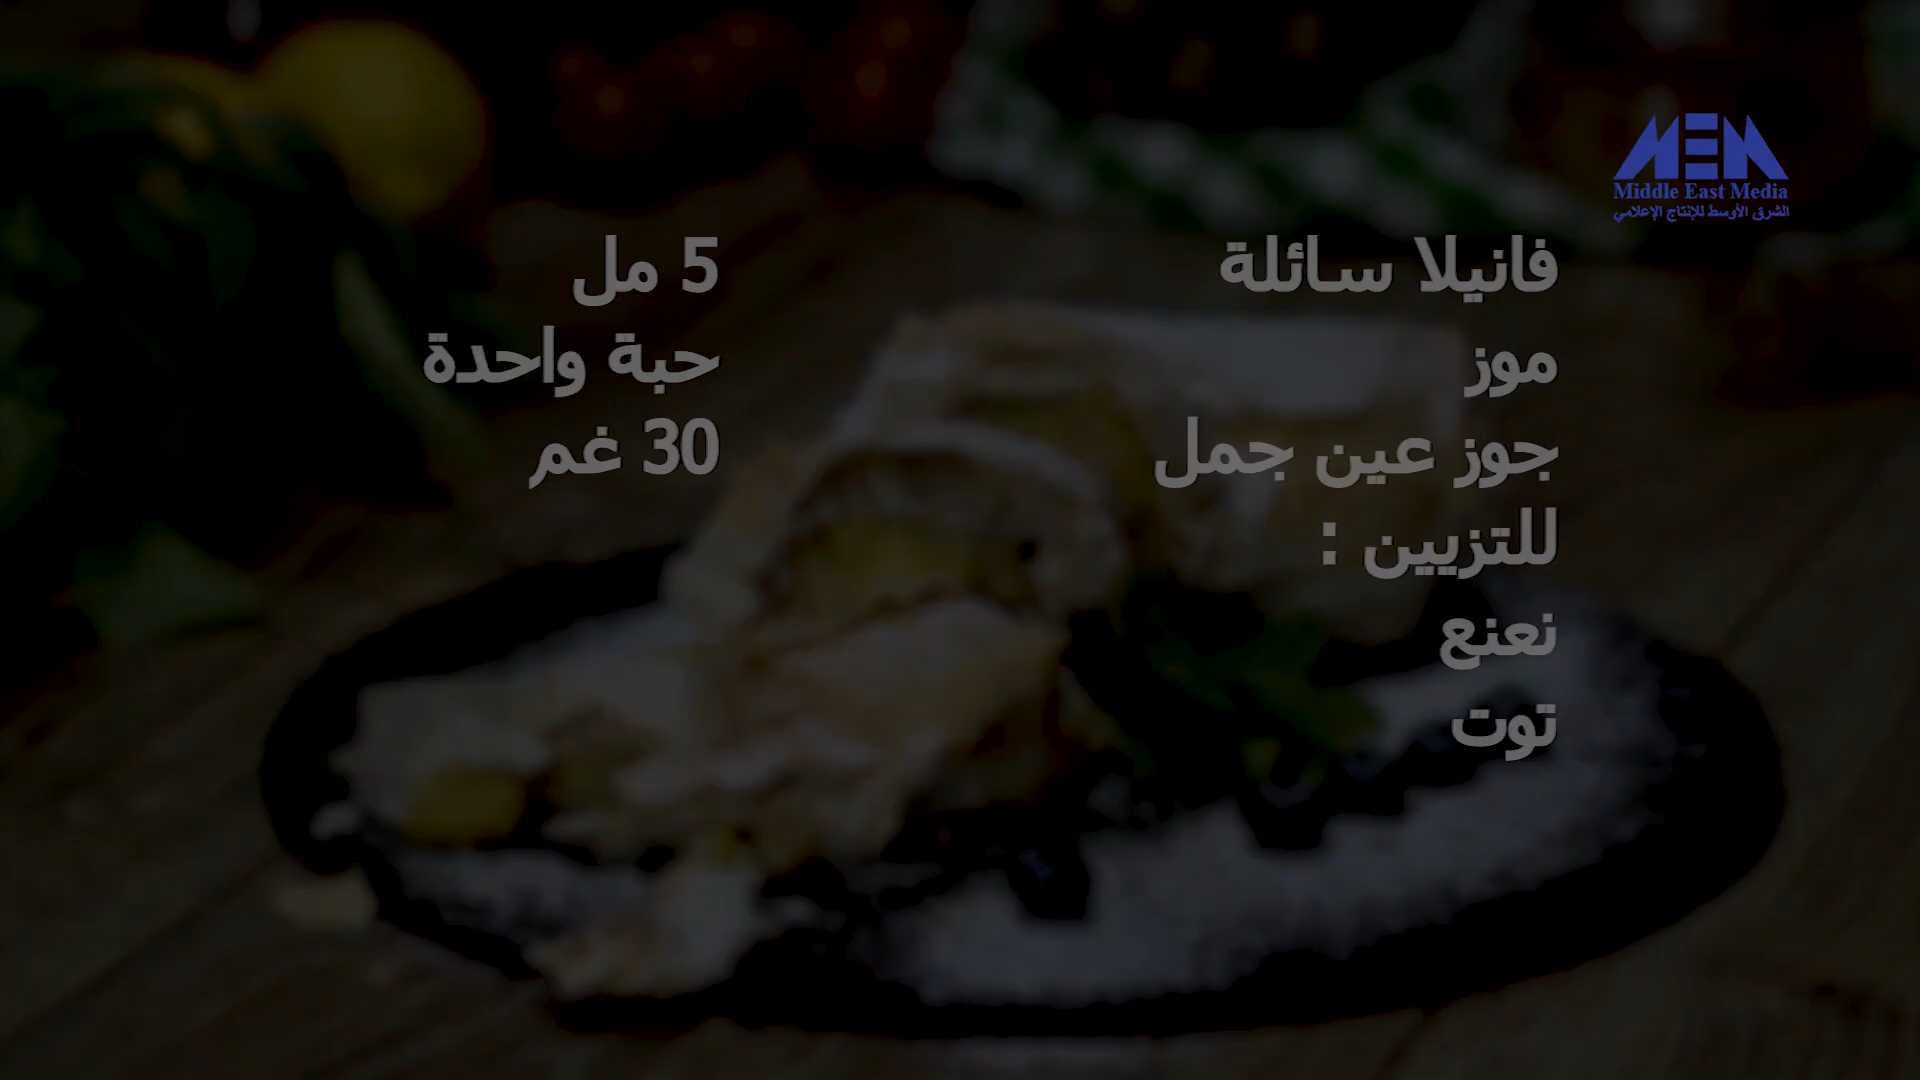 MEM
Middle East Media
الشرق الأوسط للإنتاج الإعلامي
فانيلا سائلة 5 مل
موز حبة واحدة
جوز عين جمل 30 غم
للتزيين :
نعنع
توت